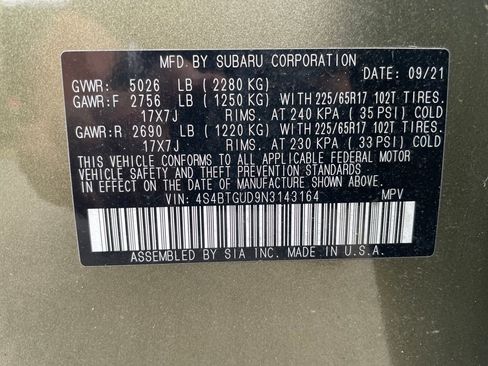 MFD.BY SUBARU CORPORATION
DATE: 09/21
GVWR: 5026 LB ( 2280 KG)
GAWR:F 2756 LB ( 1250 KG) WITH 225/65R17 102T TIRES.
17X7J RIMS. AT 240 KPA ( 35 PSI) COLD
GAWR:R 2690 LB ( 1220 KG) WITH 225/65R17 102T TIRES.
17X7J RIMS. AT 230 KPA ( 33 PSI) COLD
THIS VEHICLE CONFORMS TO ALL APPLICABLE FEDERAL MOTOR
VEHICLE SAFETY, BUMPER, AND THEFT PREVENTION STANDARDS
IN EFFECT ON THE DATE OF MANUFACTURE SHOWN ABOVE.
VIN: 4S4BTGUD9N3143164 MPV
ASSEMBLED BY SIA INC. MADE IN U.S.A.